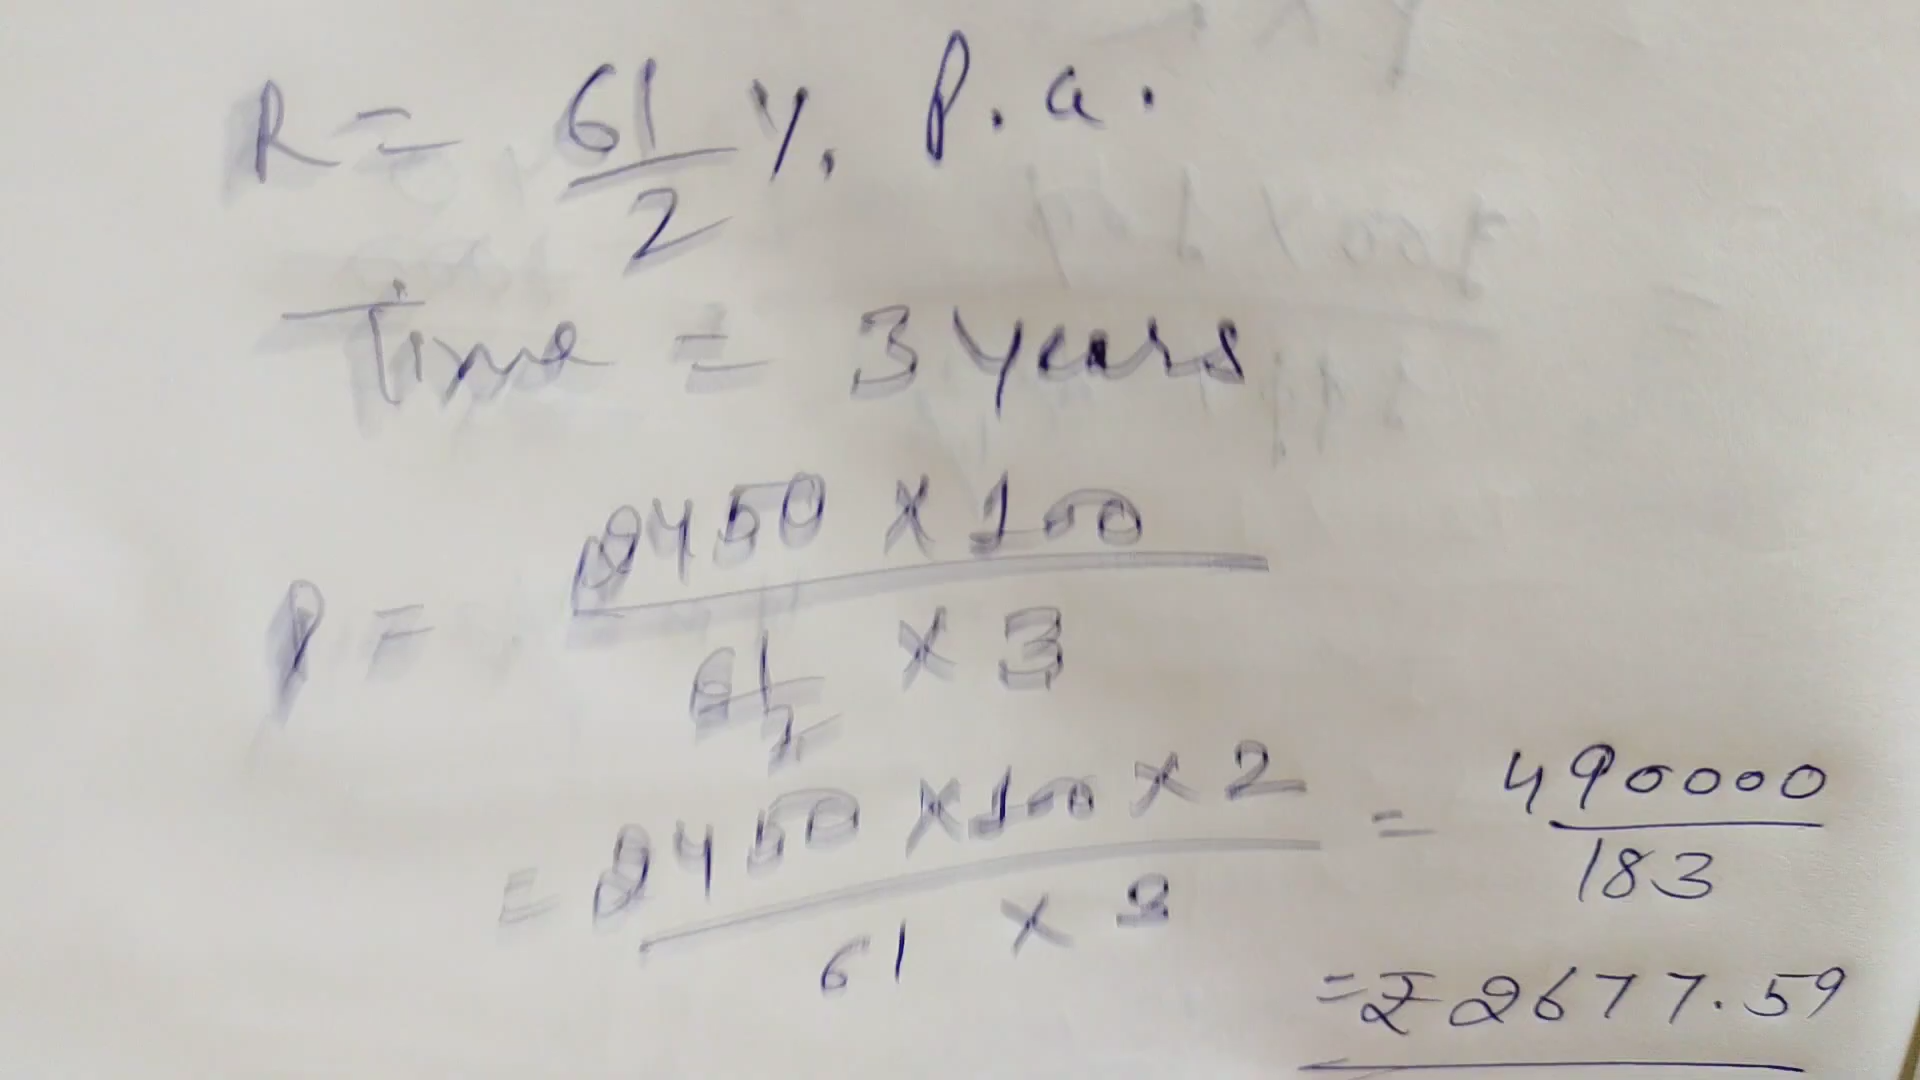 R = 61/2 %. P.a.
Time = 3 years
P = 2450 × 100 / 61/2 × 3
= 2450 × 100 × 2 / 61 × 3 = 490000 / 183
= ₹ 2677.59